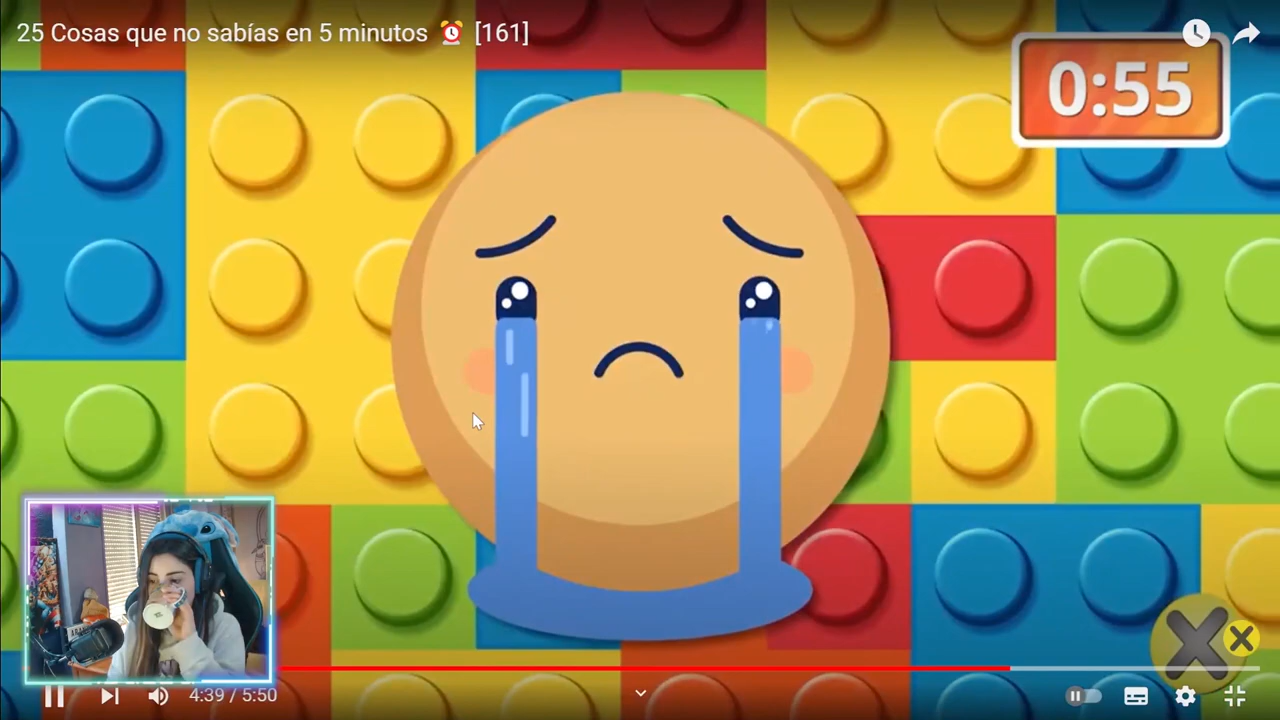 25 Cosas que no sabías en 5 minutos ⏰ [161]
0:55
4:39 / 5:50